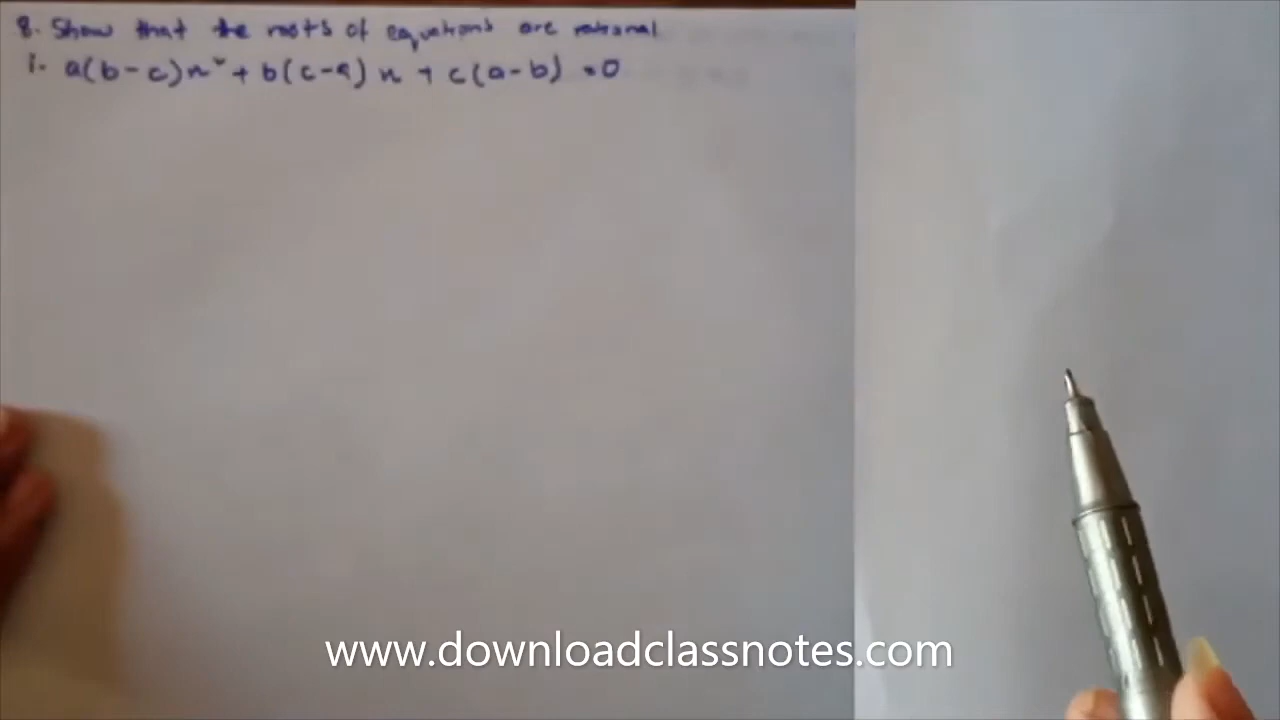 8. Show that the roots of equations are rational
i. a(b-c)x² + b(c-a)x + c(a-b) = 0
www.downloadclassnotes.com